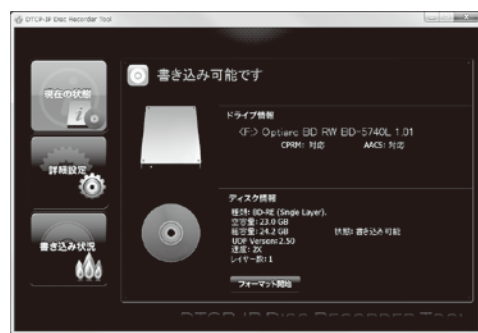 DTCP-IP Disc Recorder Tool
現在の状態
書き込み可能です
ドライブ情報
<F:> Optiarc BD RW BD-5740L 1.01
CPRM: 対応 AACS: 対応
詳細設定
ディスク情報
種類: BD-RE (Single Layer).
空容量: 23.0 GB
総容量: 24.2 GB 状態: 書き込み可能
UDF Version: 2.50
速度: 2X
レイヤー数: 1
書き込み状況
フォーマット開始
DTCP-IP Disc Recorder Tool